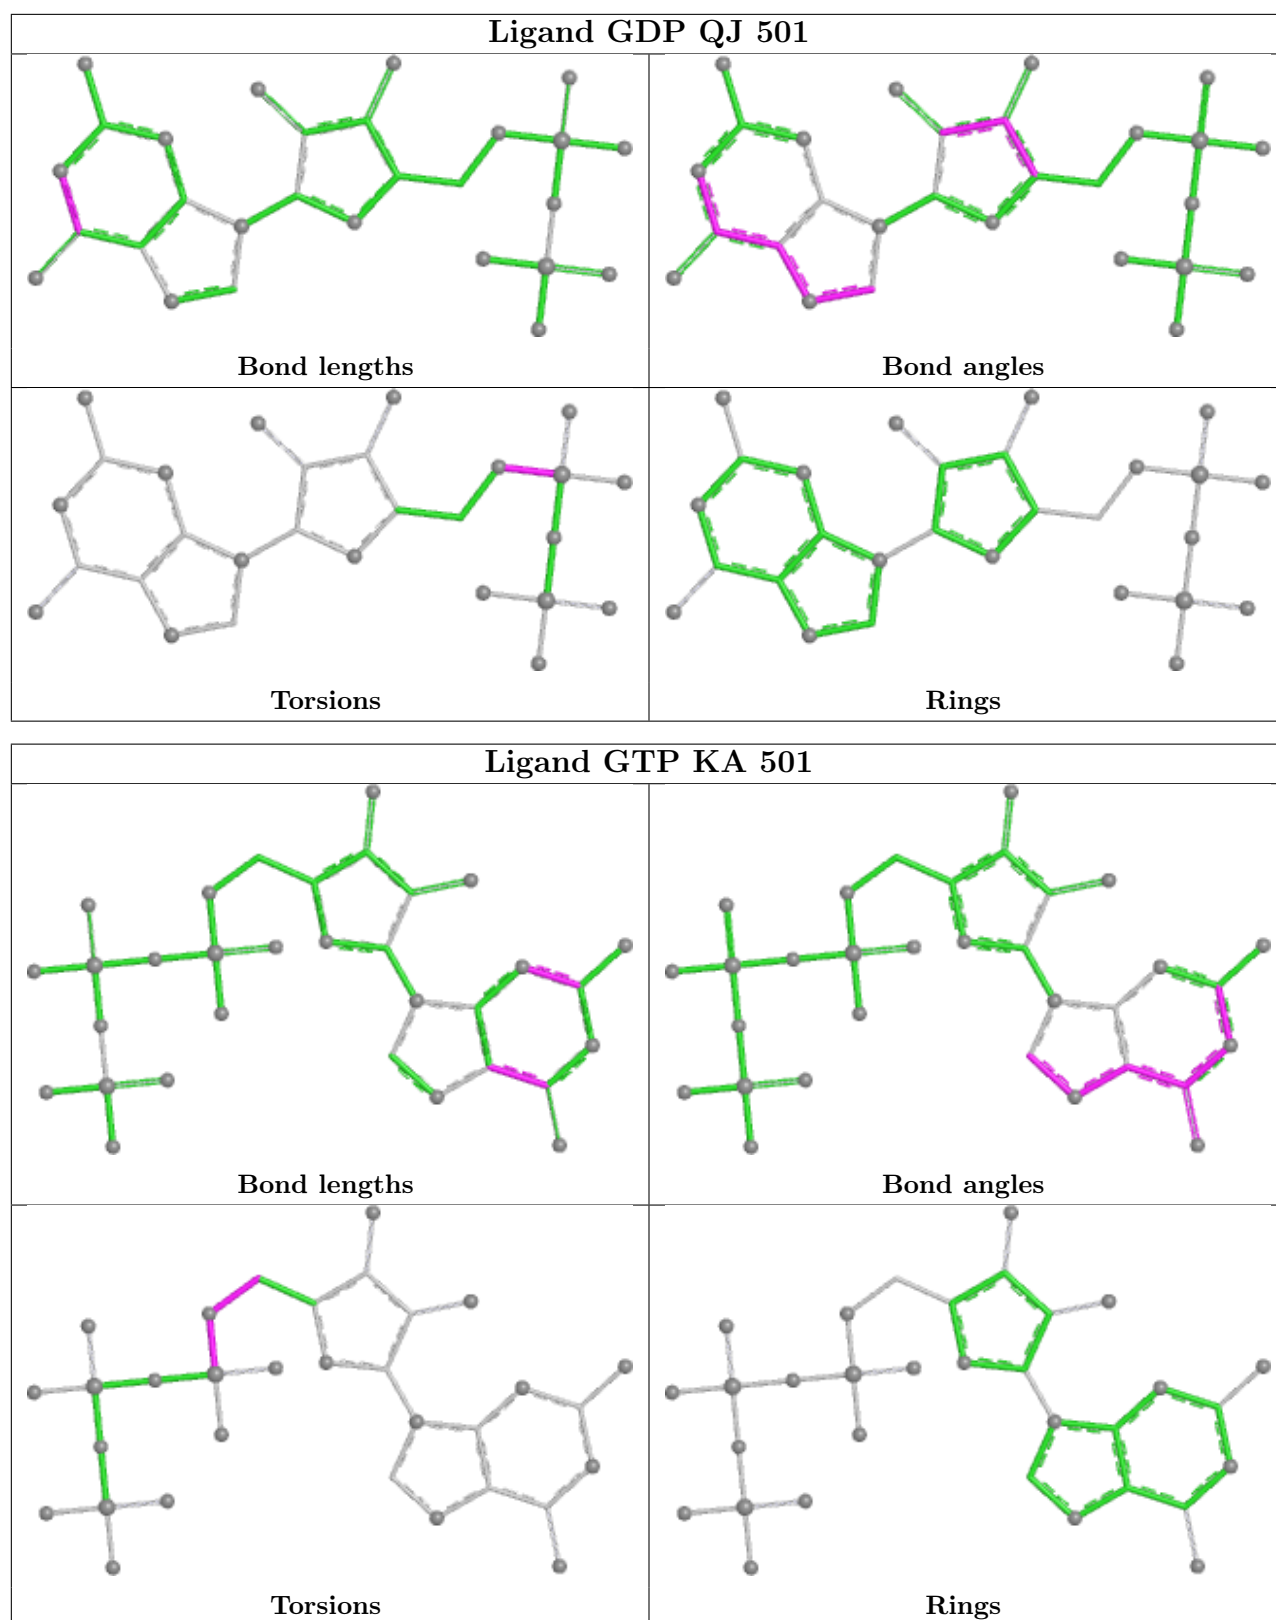 Ligand GDP QJ 501
Bond lengths
Bond angles
Torsions
Rings
Ligand GTP KA 501
Bond lengths
Bond angles
Torsions
Rings